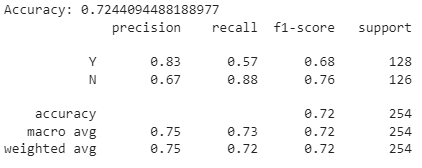 Accuracy: 0.7244094488188977
precision recall f1-score support
Y 0.83 0.57 0.68 128
N 0.67 0.88 0.76 126
accuracy 0.72 254
macro avg 0.75 0.73 0.72 254
weighted avg 0.75 0.72 0.72 254